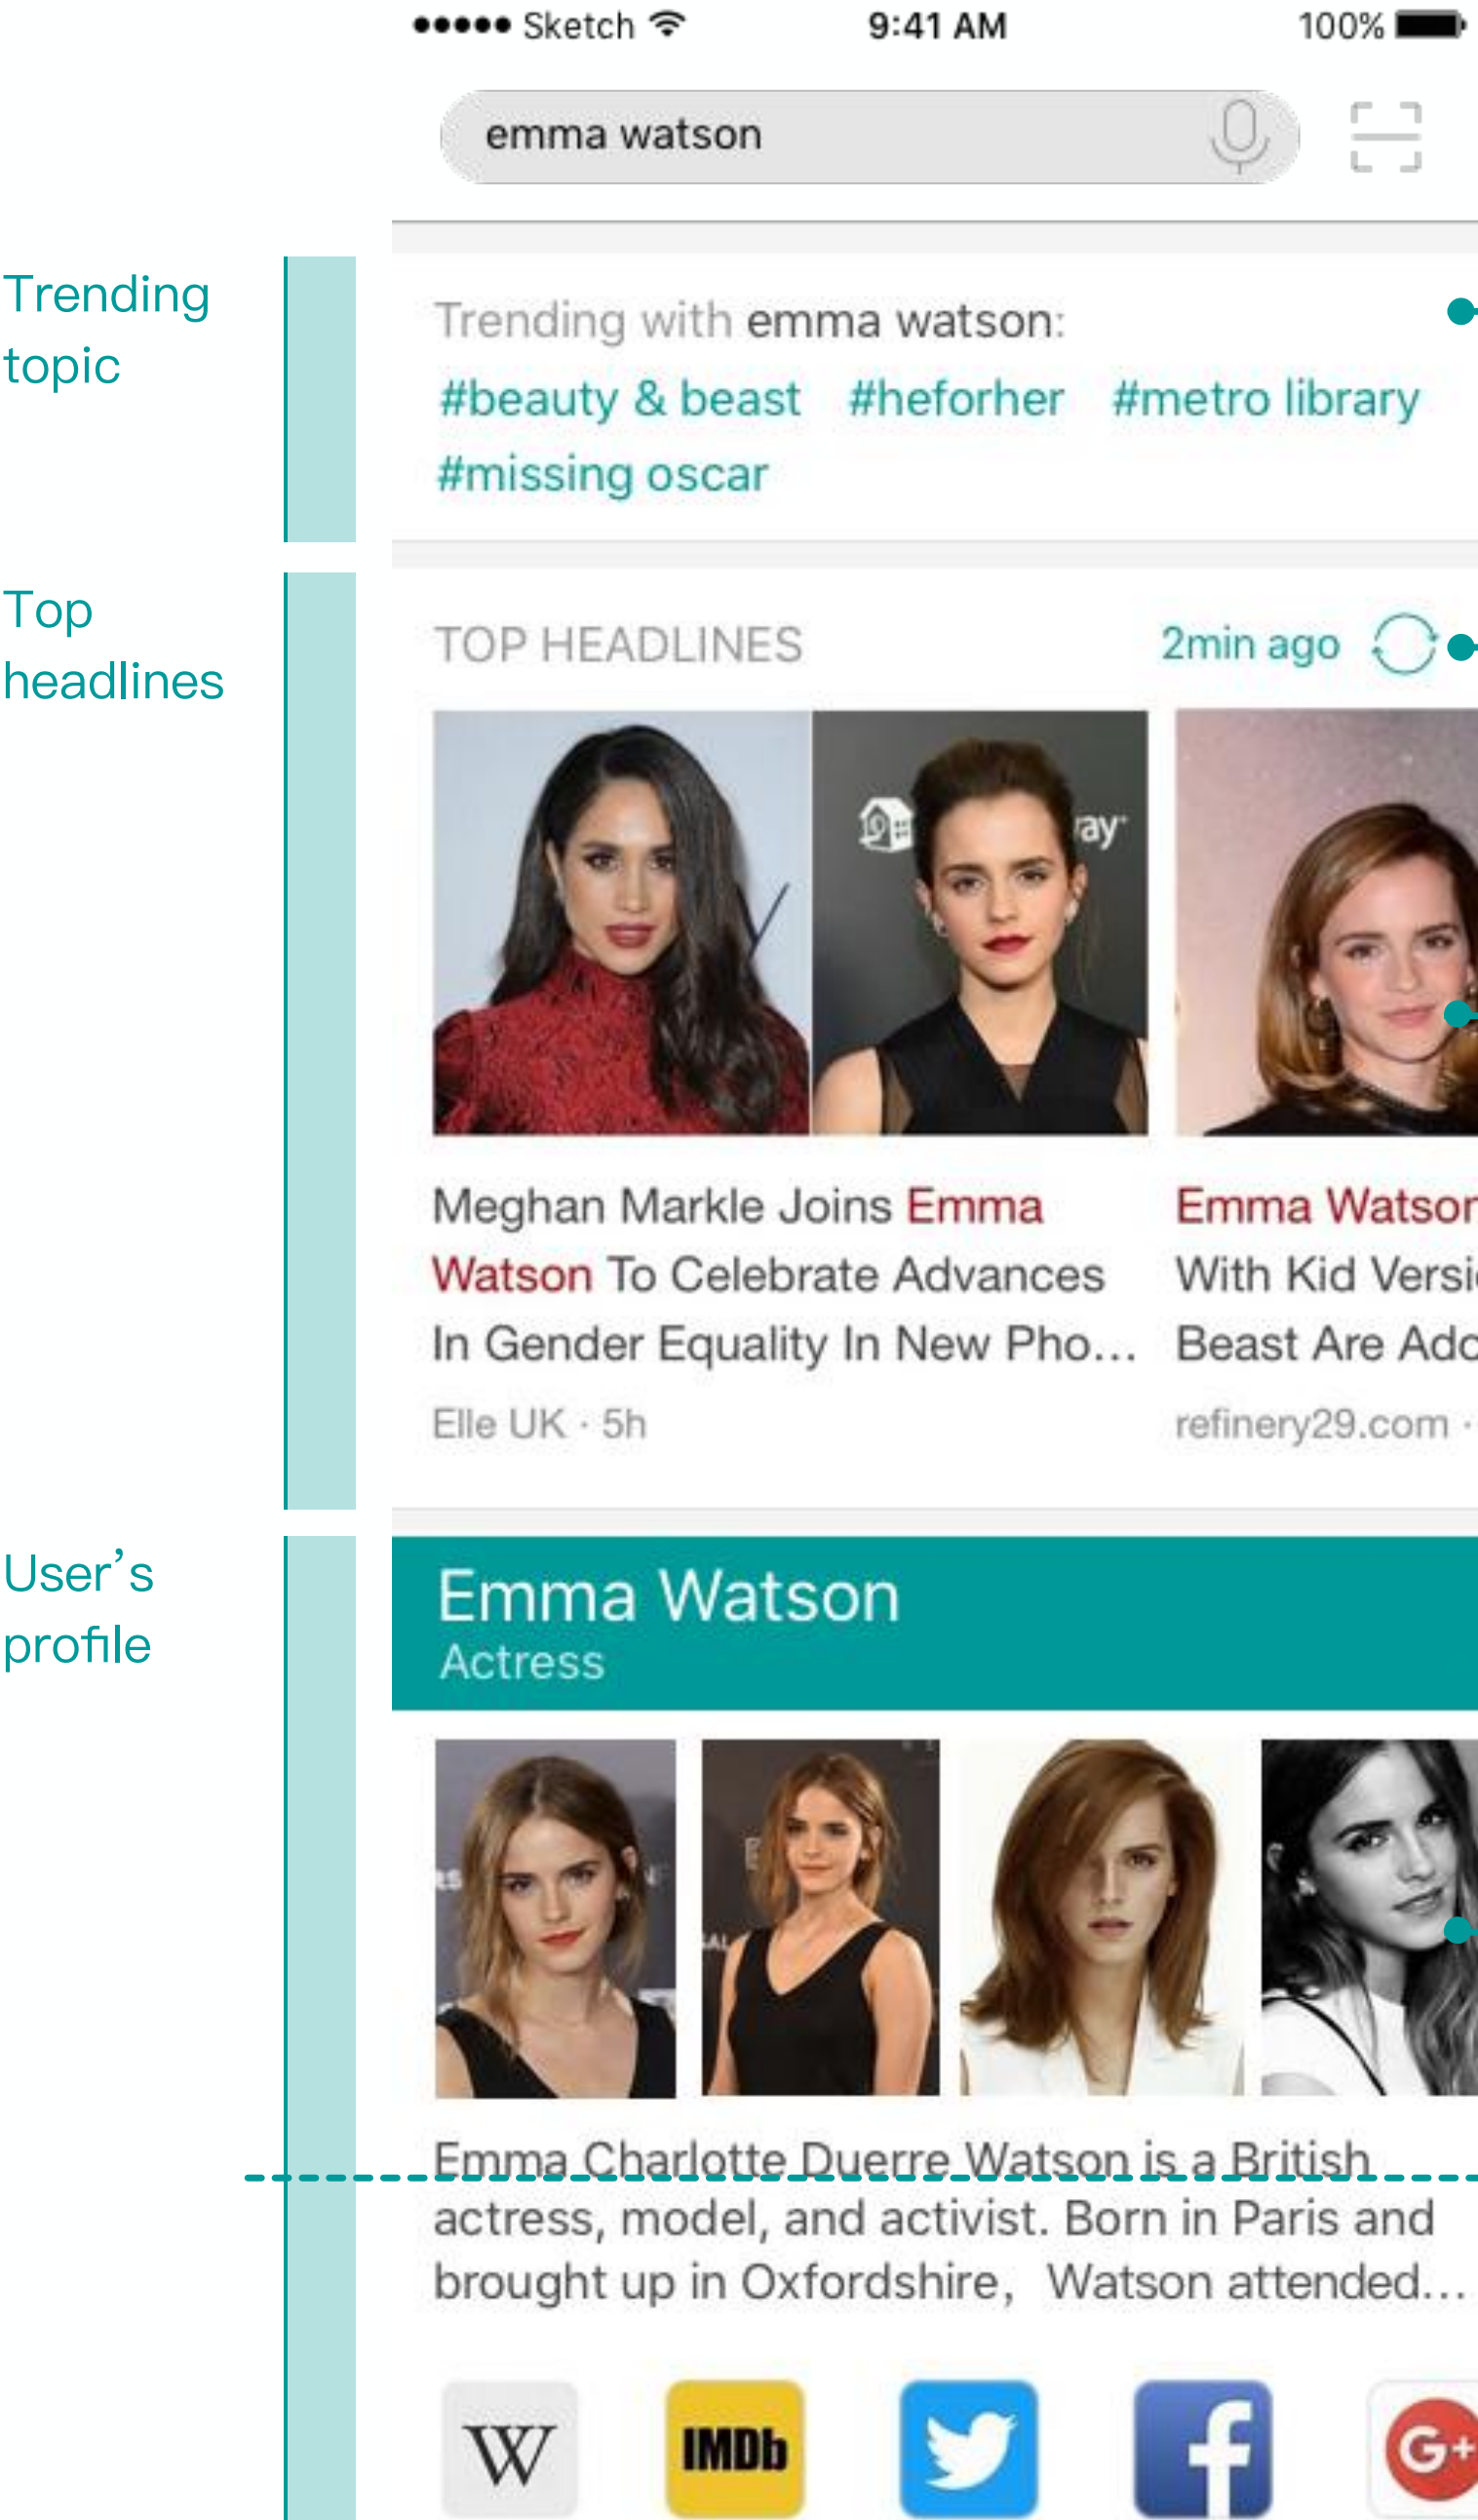 ●●●●● Sketch 9:41 AM 100%
emma watson
Trending
topic
Trending with emma watson:
#beauty & beast #heforher #metro library
#missing oscar
Top
headlines
TOP HEADLINES 2min ago
ray
Meghan Markle Joins Emma
Watson To Celebrate Advances
In Gender Equality In New Pho...
Elle UK · 5h
Emma Watson
With Kid Versi
Beast Are Ado
refinery29.com ·
User's
profile
Emma Watson
Actress
Emma Charlotte Duerre Watson is a British
actress, model, and activist. Born in Paris and
brought up in Oxfordshire, Watson attended...
W IMDb f G+